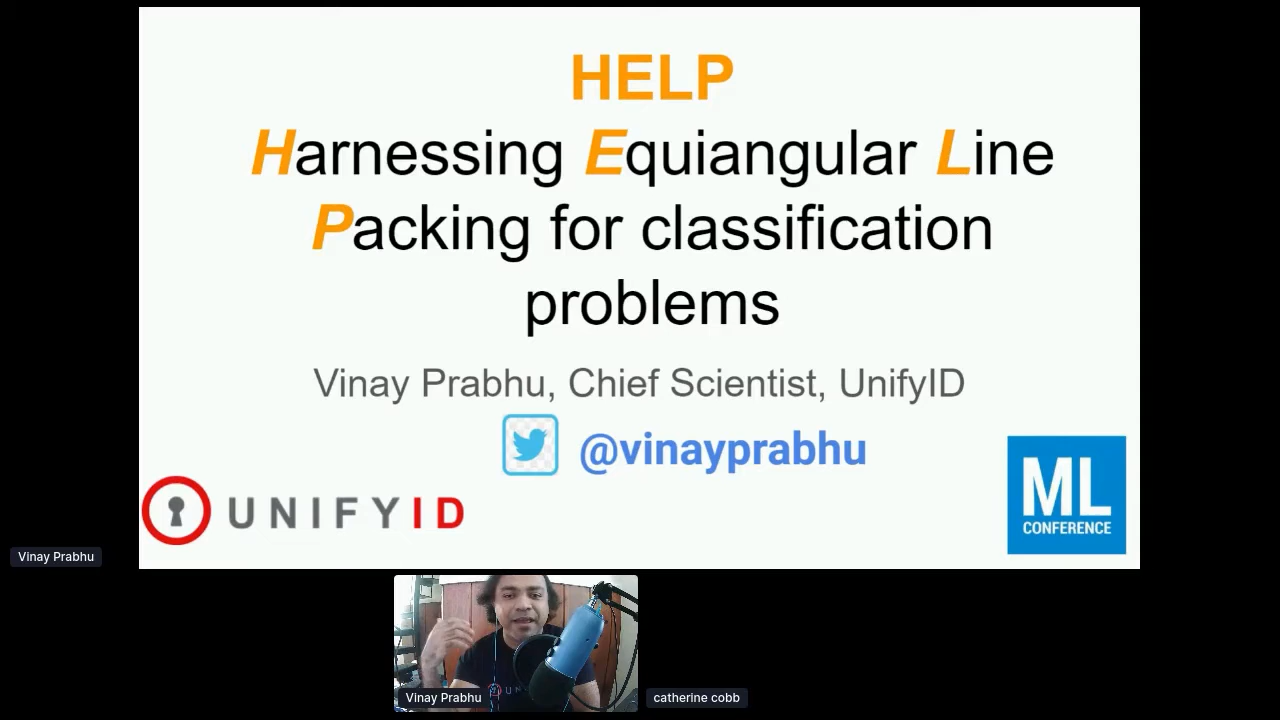 HELP
Harnessing Equiangular Line
Packing for classification
problems
Vinay Prabhu, Chief Scientist, UnifyID
@vinayprabhu
UNIFYID
ML
CONFERENCE
Vinay Prabhu
Vinay Prabhu
catherine cobb